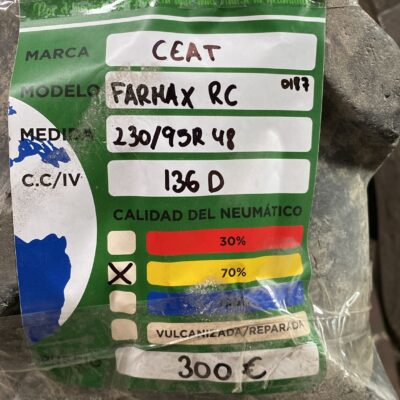 MARCA CEAT
MODELO FARMAX RC 0187
MEDIDA 230/95R 48
C.C/IV 136 D
CALIDAD DEL NEUMÁTICO
30%
70%
VULCANIZADA/REPARADA
300 €